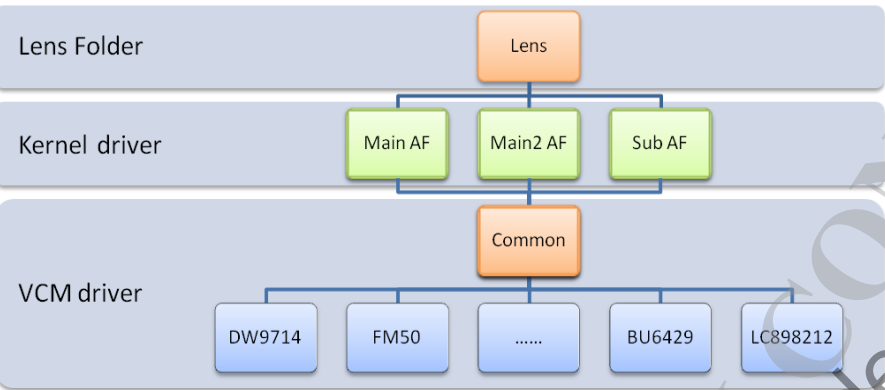 Lens Folder
Lens
Kernel driver
Main AF
Main2 AF
Sub AF
Common
VCM driver
DW9714
FM50
......
BU6429
LC898212